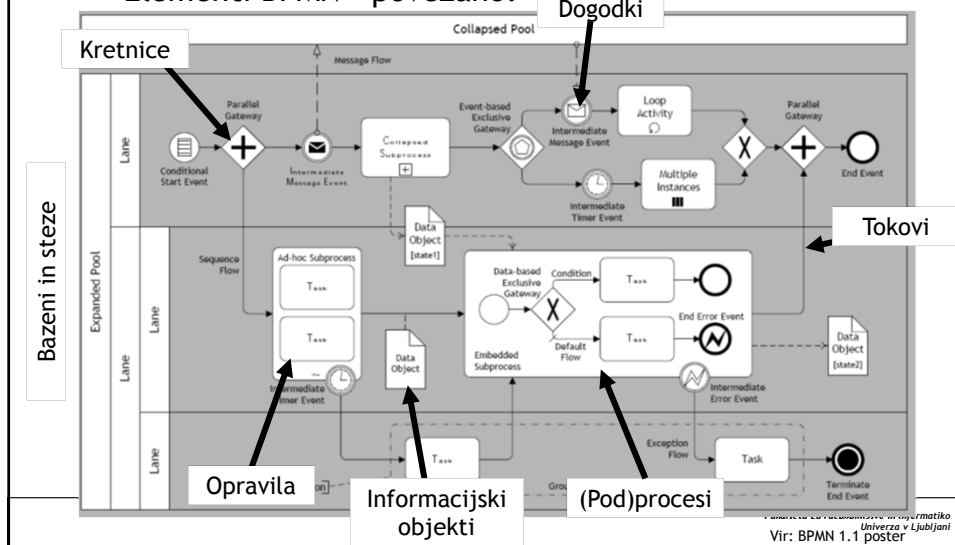 Elementi BPMN - povezano:
Dogodki
Collapsed Pool
Kretnice
Message Flow
Parallel
Gateway
Event-based
Exclusive
Gateway
Loop
Activity
Parallel
Gateway
Lane
Conditional
Start Event
Intermediate
Message Event
Collapsed
Subprocess
Intermediate
Message Event
Multiple
Instances
Intermediate
Timer Event
End Event
Bazeni in steze
Expanded Pool
Data
Object
[state1]
Tokovi
Sequence
Flow
Ad-hoc Subprocess
Task
Task
Lane
Lane
Data-based
Exclusive
Gateway
Condition
Task
End Error Event
Default
Flow
Task
Embedded
Subprocess
Data
Object
Data
Object
[state2]
Intermediate
Timer Event
Intermediate
Error Event
Lane
Task
Exception
Flow
Task
Terminate
End Event
Opravila
Informacijski
objekti
(Pod)procesi
Univerza v Ljubljani
Vir: BPMN 1.1 poster